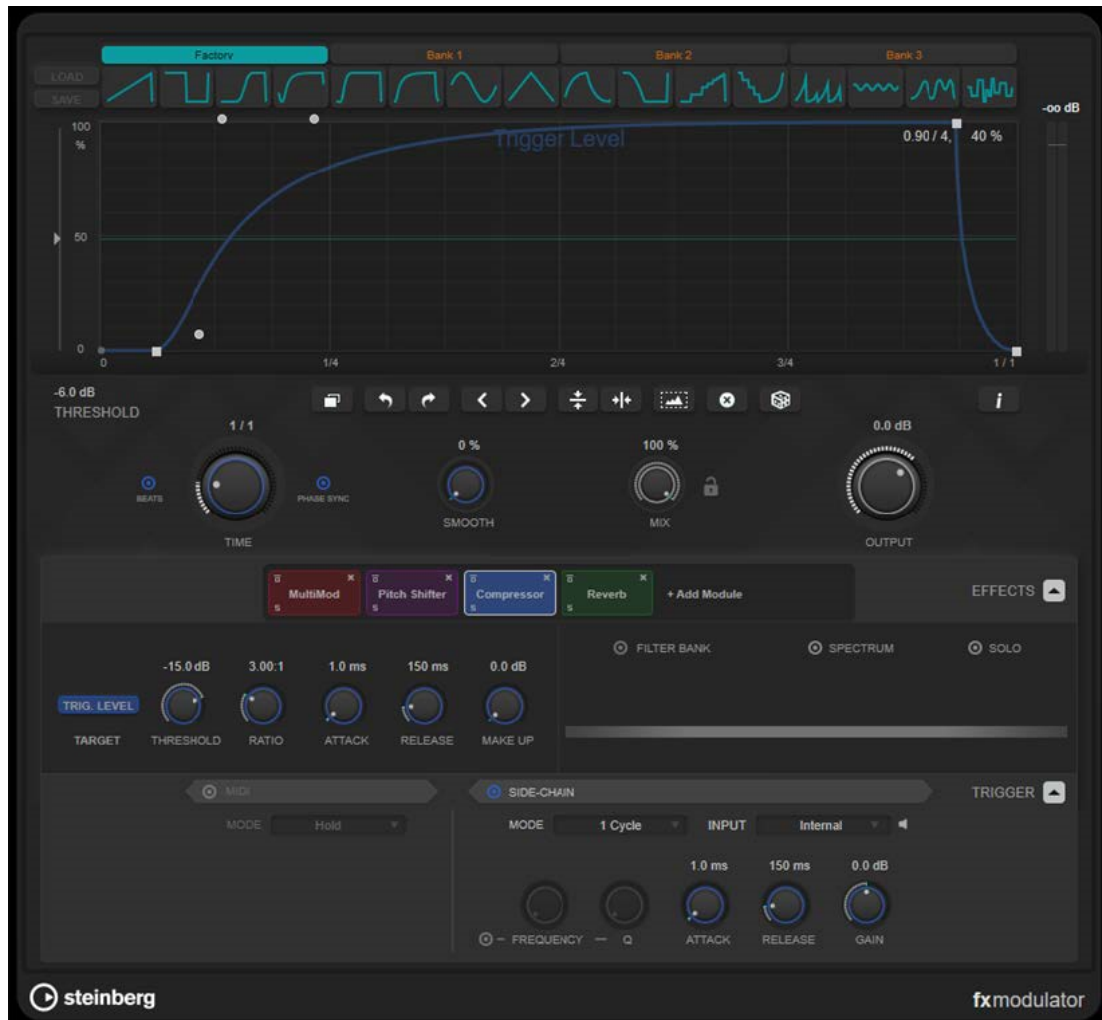 Factory Bank 1 Bank 2 Bank 3
LOAD
SAVE
-oo dB
100
%
Trigger Level
0.90 / 4, 40 %
50
0
0 1/4 2/4 3/4 1 / 1
-6.0 dB
THRESHOLD
i
1 / 1
0 %
100 %
0.0 dB
BEATS
PHASE SYNC
SMOOTH
MIX
TIME
OUTPUT
MultiMod Pitch Shifter Compressor Reverb + Add Module
S S S S
EFFECTS
FILTER BANK SPECTRUM SOLO
-15.0 dB 3.00:1 1.0 ms 150 ms 0.0 dB
TRIG. LEVEL
TARGET THRESHOLD RATIO ATTACK RELEASE MAKE UP
MIDI
SIDE-CHAIN
TRIGGER
MODE Hold
MODE 1 Cycle INPUT Internal
1.0 ms 150 ms 0.0 dB
FREQUENCY Q ATTACK RELEASE GAIN
steinberg
fxmodulator